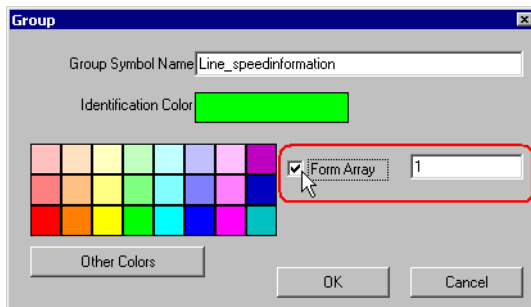 Group
Group Symbol Name Line_speedinformation
Identification Color
Form Array 1
Other Colors
OK Cancel